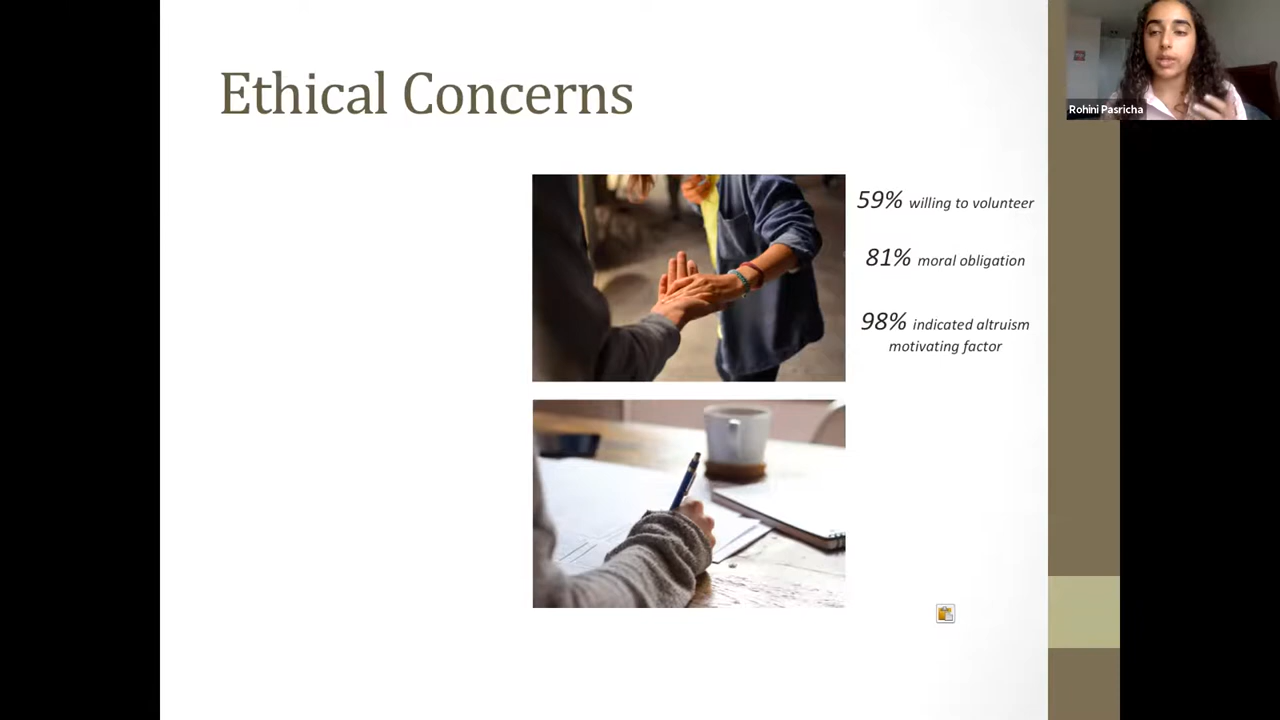 Ethical Concerns
Rohini Pasricha
59% willing to volunteer
81% moral obligation
98% indicated altruism
motivating factor